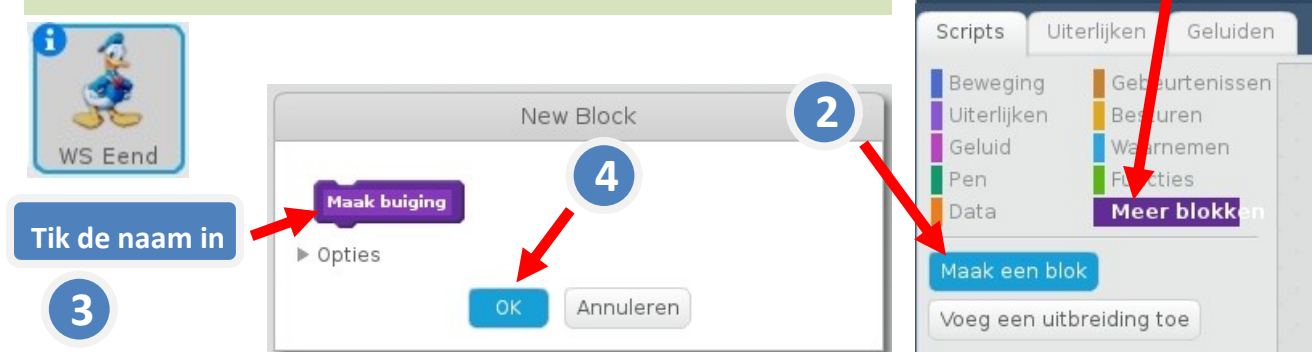 i
WS Eend
Tik de naam in
3
New Block
Maak buiging
4
Opties
OK
Annuleren
2
Scripts
Uiterlijken
Geluiden
Beweging
Gebeurtenissen
Uiterlijken
Besturen
Geluid
Waarnemen
Pen
Functies
Data
Meer blokken
Maak een blok
Voeg een uitbreiding toe